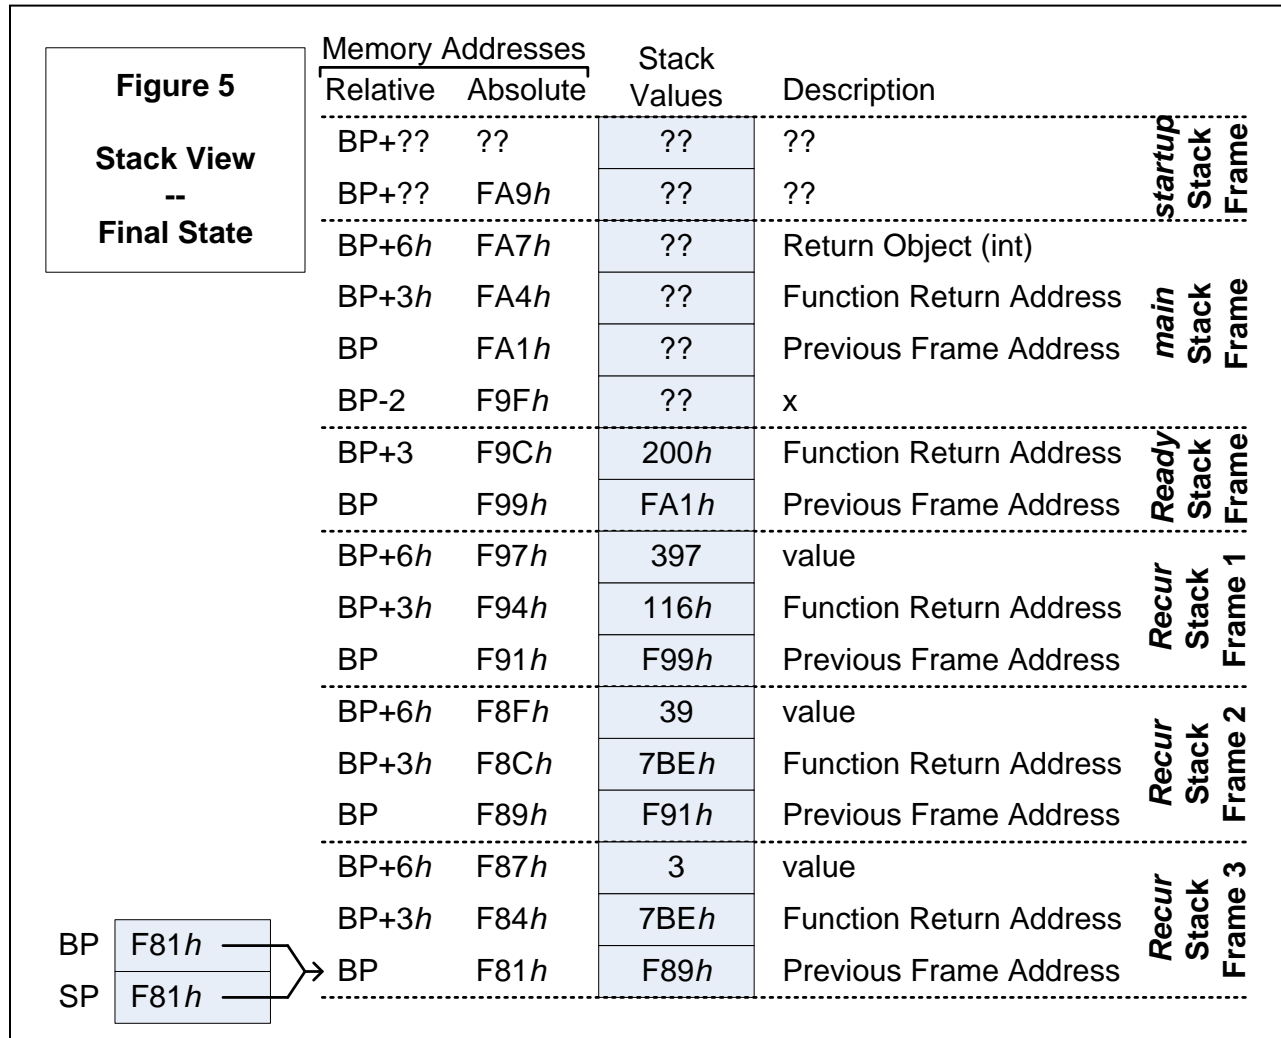 Figure 5
Stack View
--
Final State
Memory Addresses
Relative Absolute Stack Values Description
BP+?? ?? ?? ??
BP+?? FA9h ?? ??
startup Stack Frame
BP+6h FA7h ?? Return Object (int)
BP+3h FA4h ?? Function Return Address
BP FA1h ?? Previous Frame Address
BP-2 F9Fh ?? x
main Stack Frame
BP+3 F9Ch 200h Function Return Address
BP F99h FA1h Previous Frame Address
Ready Stack Frame
BP+6h F97h 397 value
BP+3h F94h 116h Function Return Address
BP F91h F99h Previous Frame Address
Recur Stack Frame 1
BP+6h F8Fh 39 value
BP+3h F8Ch 7BEh Function Return Address
BP F89h F91h Previous Frame Address
Recur Stack Frame 2
BP+6h F87h 3 value
BP+3h F84h 7BEh Function Return Address
BP F81h F89h Previous Frame Address
Recur Stack Frame 3
BP F81h
SP F81h